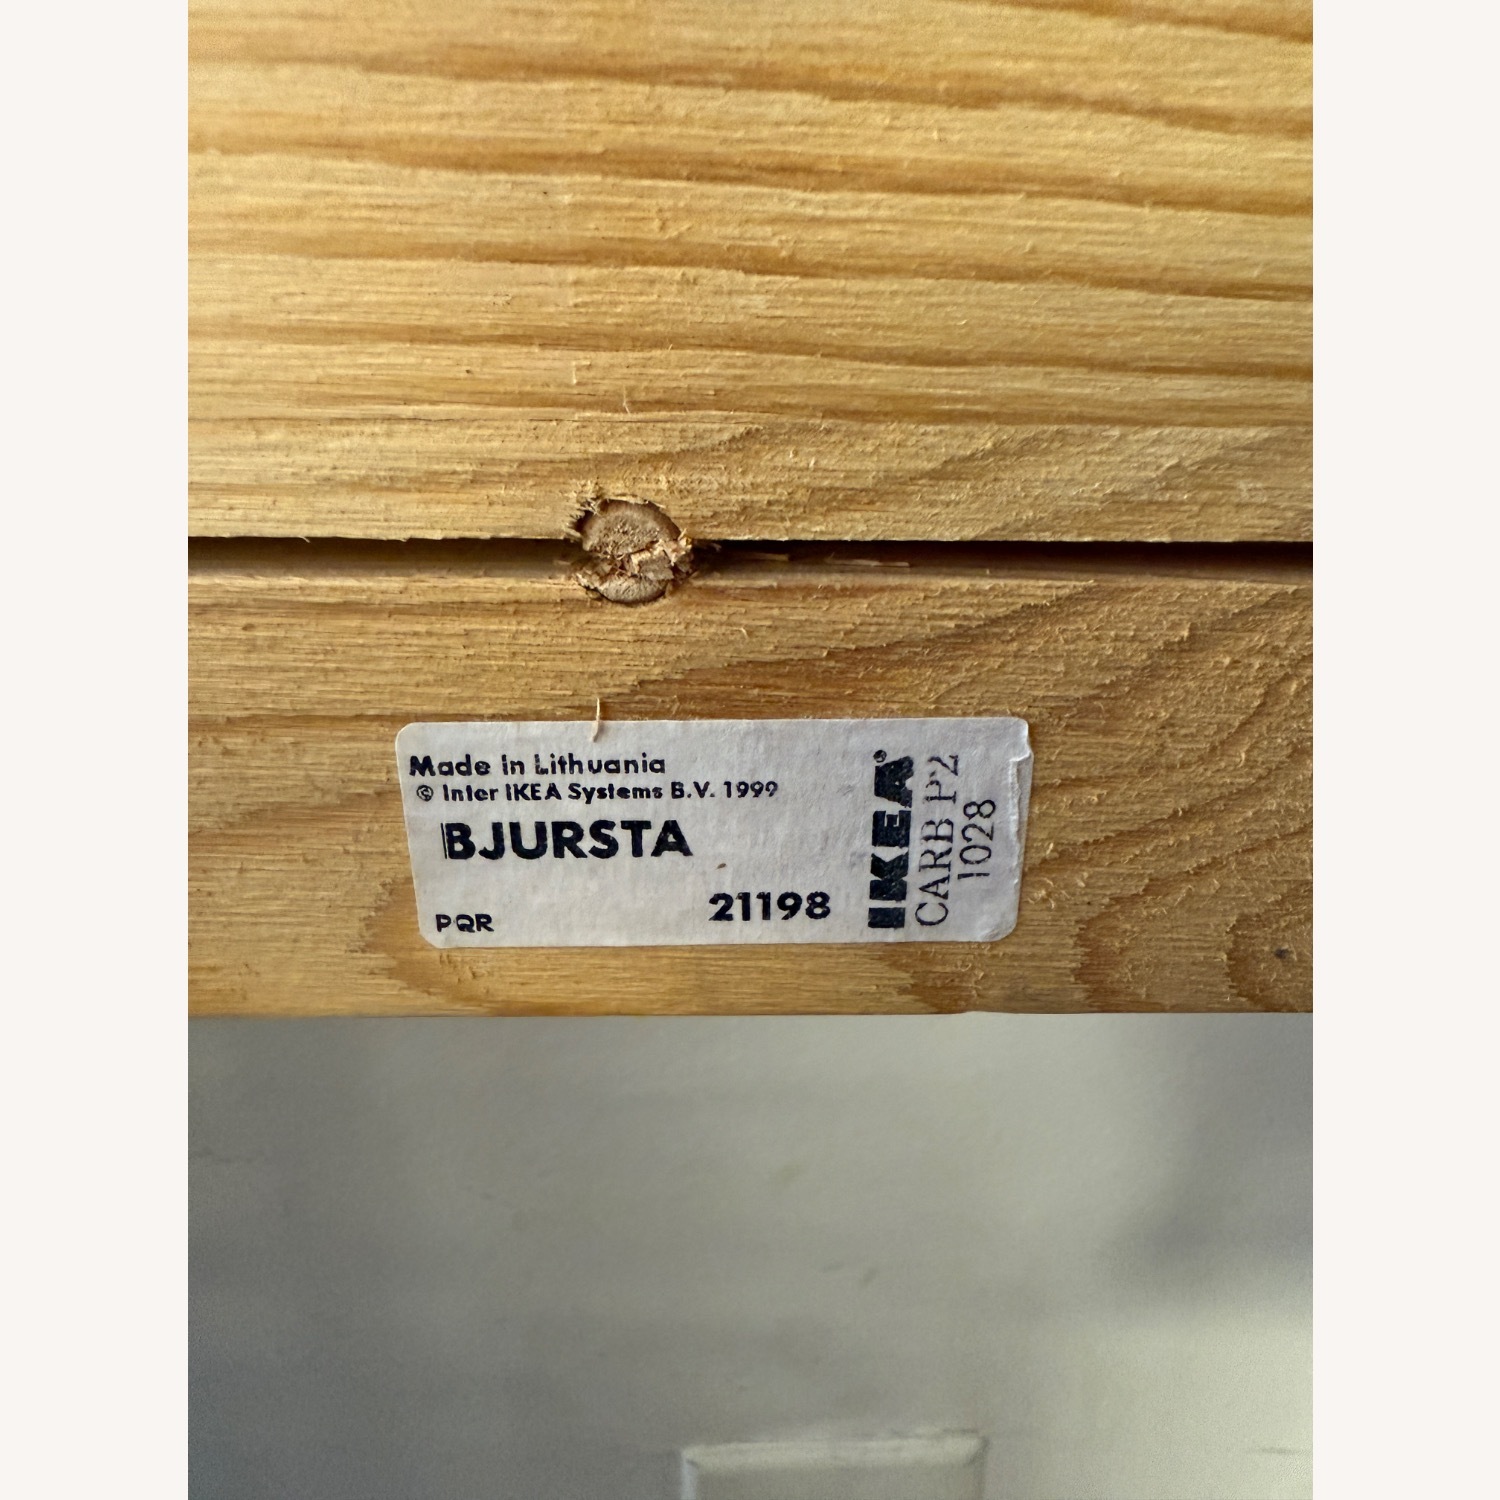 Made in Lithuania
© Inter IKEA Systems B.V. 1999
BJURSTA
21198
PQR
IKEA®
CARB P2
1028